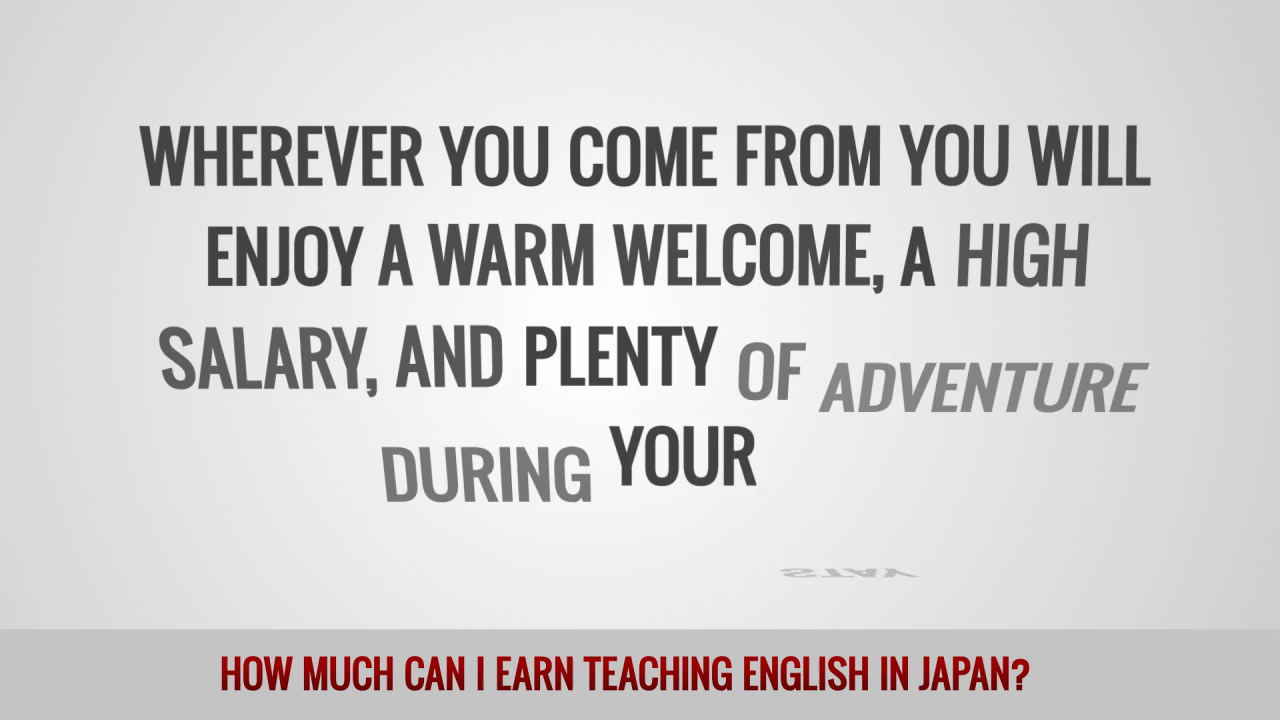 WHEREVER YOU COME FROM YOU WILL
ENJOY A WARM WELCOME, A HIGH
SALARY, AND PLENTY OF ADVENTURE
DURING YOUR
STAY
HOW MUCH CAN I EARN TEACHING ENGLISH IN JAPAN?